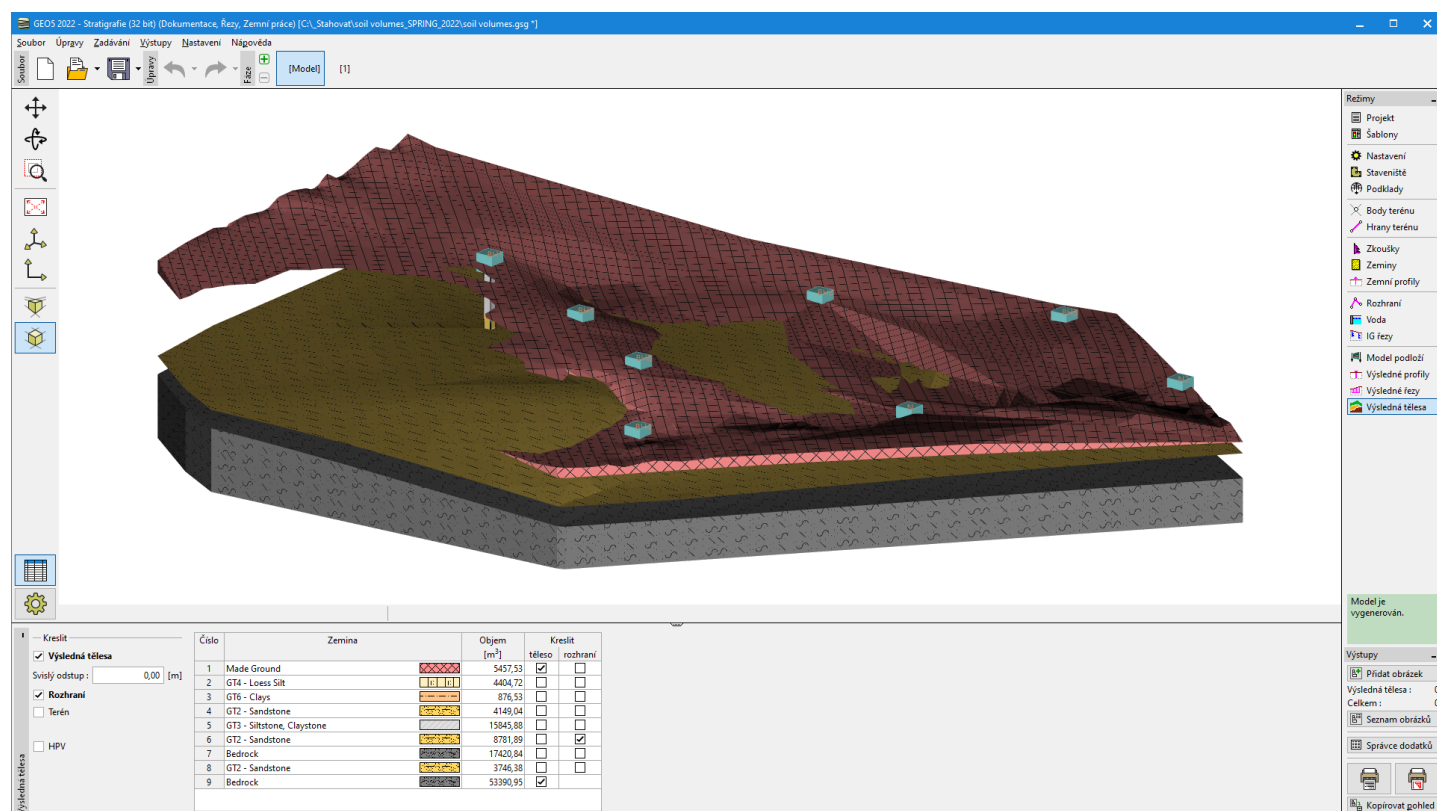 GEO5 2022 - Stratigrafie (32 bit) (Dokumentace, Řezy, Zemní práce) [C:\_Stahovat\soil volumes_SPRING_2022\soil volumes.gsg *]
Soubor Úpravy Zadávání Výstupy Nastavení Nápověda
Soubor
Úpravy
Fáze
[Model] [1]
Režimy
Projekt
Šablony
Nastavení
Staveniště
Podklady
Body terénu
Hrany terénu
Zkoušky
Zeminy
Zemní profily
Rozhraní
Voda
IG řezy
Model podloží
Výsledné profily
Výsledné řezy
Výsledná tělesa
Model je
vygenerován.
Výstupy
Přidat obrázek
Výsledná tělesa : 0
Celkem : 0
Seznam obrázků
Správce dodatků
Kopírovat pohled
Výsledná tělesa
Kreslit
Výsledná tělesa
Svislý odstup : 0,00 [m]
Rozhraní
Terén
HPV
Číslo Zemina Objem Kreslit
[m³] těleso rozhraní
1 Made Ground 5457,53
2 GT4 - Loess Silt 4404,72
3 GT6 - Clays 876,53
4 GT2 - Sandstone 4149,04
5 GT3 - Siltstone, Claystone 15845,88
6 GT2 - Sandstone 8781,89
7 Bedrock 17420,84
8 GT2 - Sandstone 3746,38
9 Bedrock 53390,95